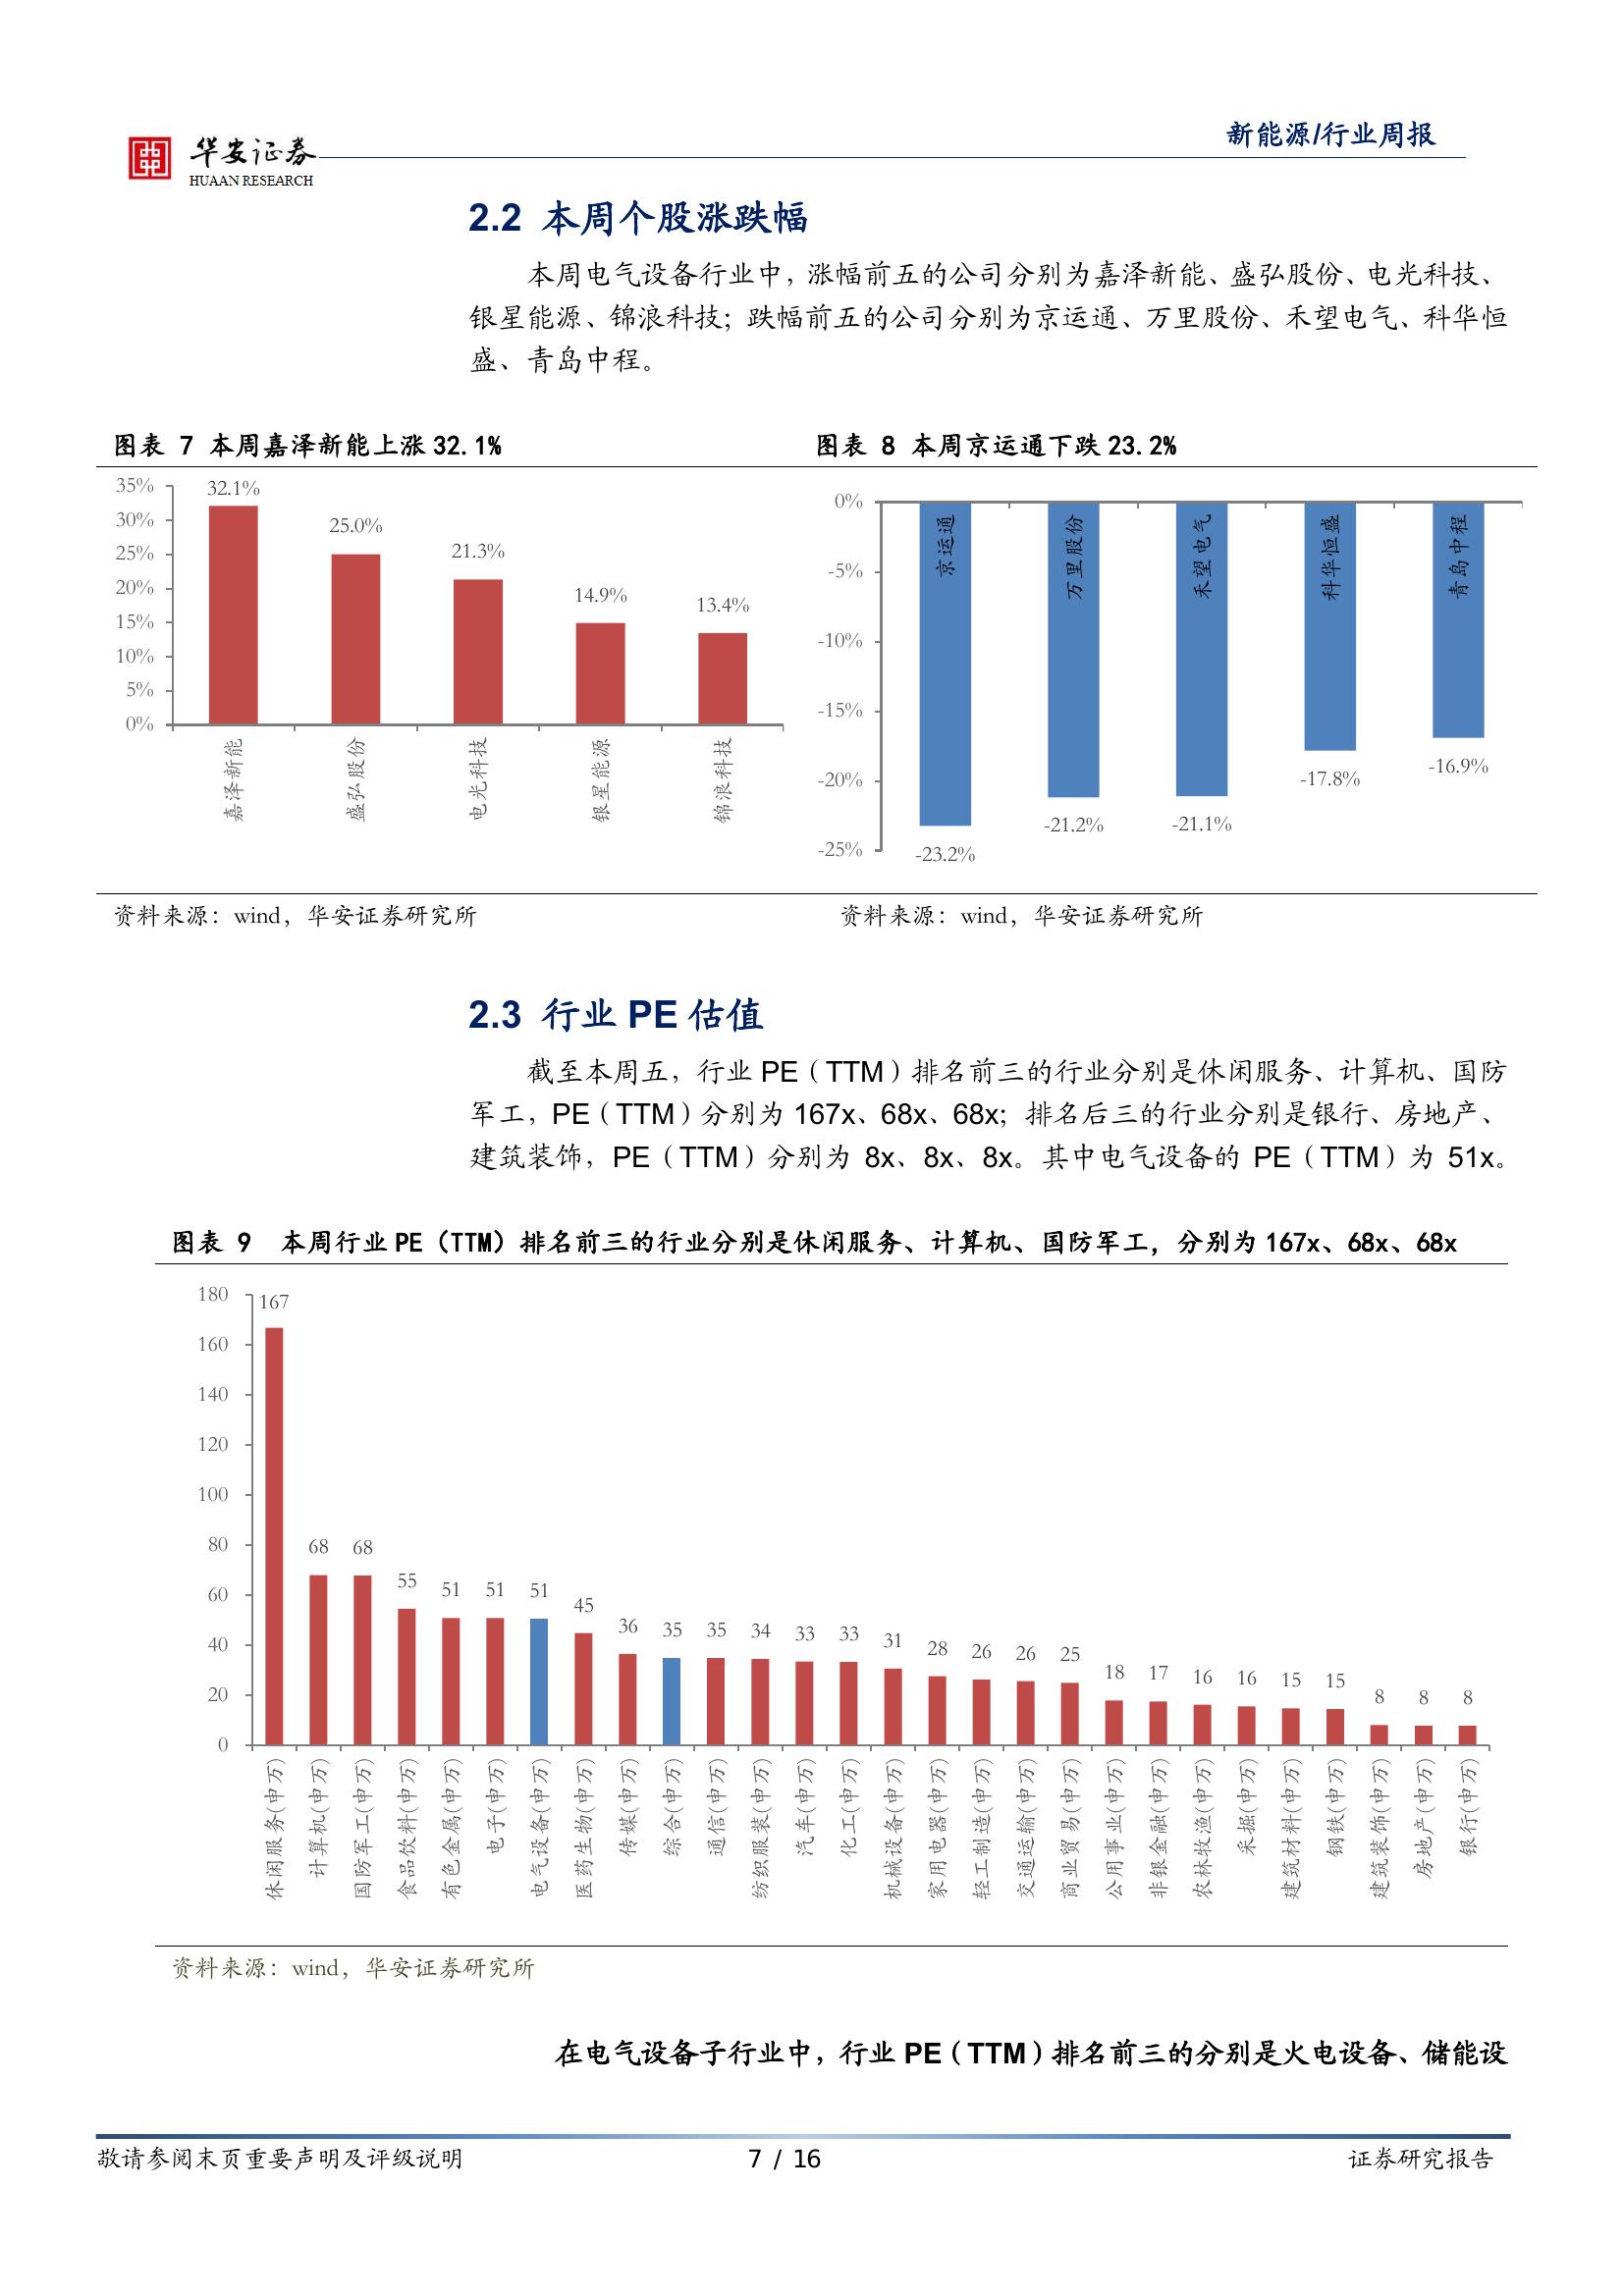 华安证券
HUAAN RESEARCH
新能源/行业周报
2.2 本周个股涨跌幅
本周电气设备行业中，涨幅前五的公司分别为嘉泽新能、盛弘股份、电光科技、
银星能源、锦浪科技；跌幅前五的公司分别为京运通、万里股份、禾望电气、科华恒
盛、青岛中程。
图表 7 本周嘉泽新能上涨 32.1%
35%
30%
25%
20%
15%
10%
5%
0%
32.1%
25.0%
21.3%
14.9%
13.4%
嘉泽新能
盛弘股份
电光科技
银星能源
锦浪科技
资料来源：wind，华安证券研究所
图表 8 本周京运通下跌 23.2%
0%
-5%
-10%
-15%
-20%
-25%
京运通
万里股份
禾望电气
科华恒盛
青岛中程
-23.2%
-21.2%
-21.1%
-17.8%
-16.9%
资料来源：wind，华安证券研究所
2.3 行业 PE 估值
截至本周五，行业 PE（TTM）排名前三的行业分别是休闲服务、计算机、国防
军工，PE（TTM）分别为 167x、68x、68x；排名后三的行业分别是银行、房地产、
建筑装饰，PE（TTM）分别为 8x、8x、8x。其中电气设备的 PE（TTM）为 51x。
图表 9 本周行业 PE（TTM）排名前三的行业分别是休闲服务、计算机、国防军工，分别为 167x、68x、68x
180
160
140
120
100
80
60
40
20
0
167
68
68
55
51
51
51
45
36
35
35
34
33
33
31
28
26
26
25
18
17
16
16
15
15
8
8
8
休闲服务(申万)
计算机(申万)
国防军工(申万)
食品饮料(申万)
有色金属(申万)
电子(申万)
电气设备(申万)
医药生物(申万)
传媒(申万)
综合(申万)
通信(申万)
纺织服装(申万)
汽车(申万)
化工(申万)
机械设备(申万)
家用电器(申万)
轻工制造(申万)
交通运输(申万)
商业贸易(申万)
公用事业(申万)
非银金融(申万)
农林牧渔(申万)
采掘(申万)
建筑材料(申万)
钢铁(申万)
建筑装饰(申万)
房地产(申万)
银行(申万)
资料来源：wind，华安证券研究所
在电气设备子行业中，行业 PE（TTM）排名前三的分别是火电设备、储能设
敬请参阅末页重要声明及评级说明
7 / 16
证券研究报告